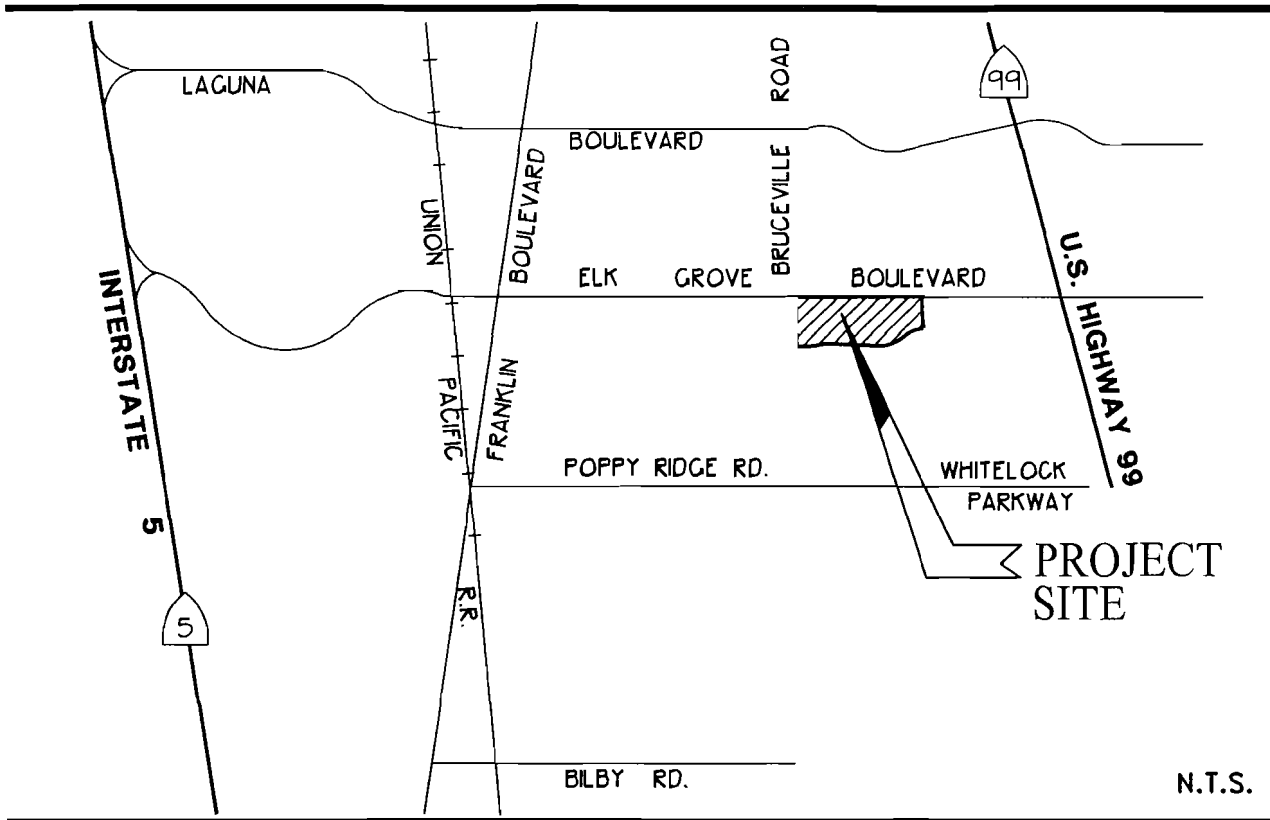 LAGUNA
BOULEVARD
BRUCEVILLE ROAD
99
UNION
PACIFIC
R.R.
FRANKLIN BOULEVARD
ELK GROVE BOULEVARD
INTERSTATE 5
5
U.S. HIGHWAY 99
POPPY RIDGE RD.
WHITELOCK
PARKWAY
PROJECT
SITE
BILBY RD.
N.T.S.